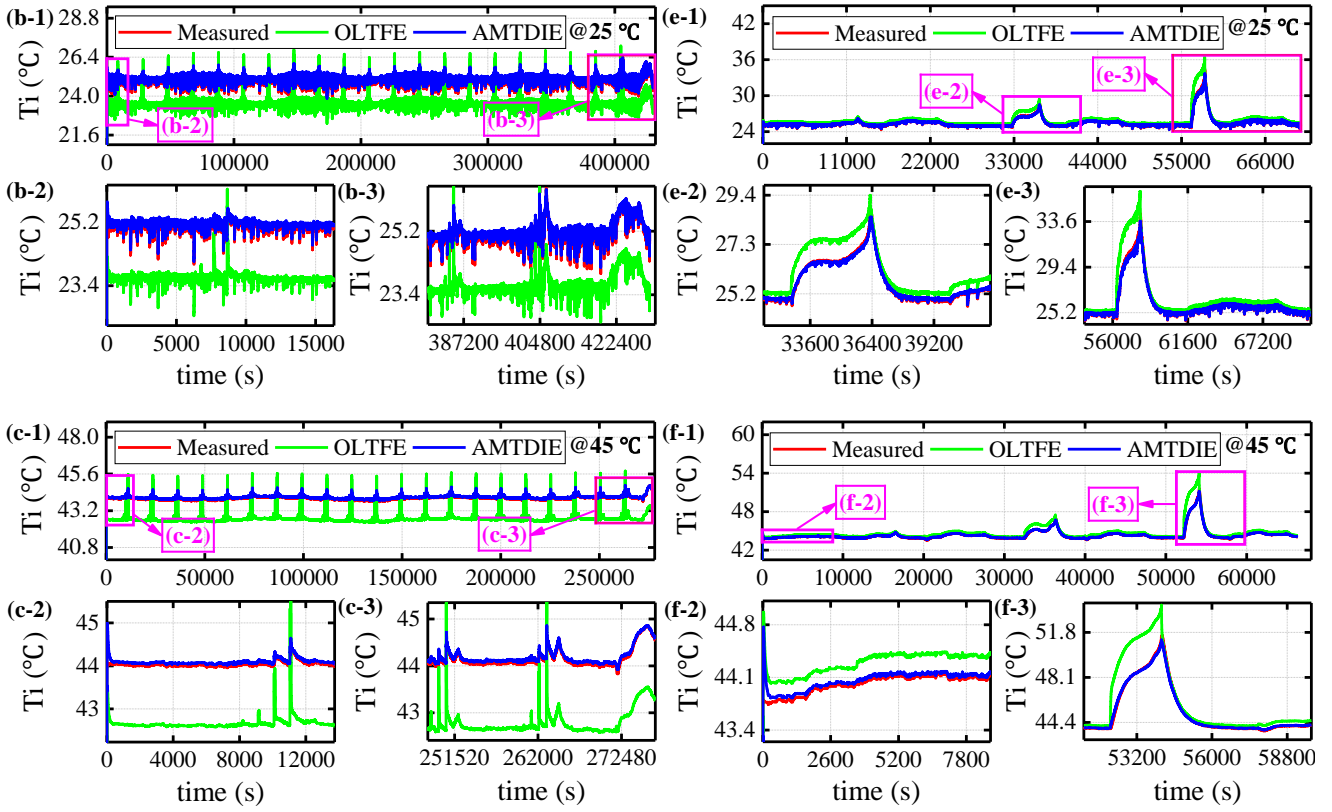 (b-1)
28.8
26.4
24.0
21.6
Ti (°C)
Measured OLTFE AMTDIE @25 ℃
(b-2)
(b-3)
0 100000 200000 300000 400000
(e-1)
42
36
30
24
Ti (°C)
Measured OLTFE AMTDIE @25 ℃
(e-2)
(e-3)
0 11000 22000 33000 44000 55000 66000
(b-2)
25.2
23.4
Ti (°C)
0 5000 10000 15000
time (s)
(b-3)
25.2
23.4
387200 404800 422400
time (s)
(e-2)
29.4
27.3
25.2
Ti (°C)
33600 36400 39200
time (s)
(e-3)
33.6
29.4
25.2
56000 61600 67200
time (s)
(c-1)
48.0
45.6
43.2
40.8
Ti (°C)
Measured OLTFE AMTDIE @45 ℃
(c-2)
(c-3)
0 50000 100000 150000 200000 250000
(f-1)
60
54
48
42
Ti (°C)
Measured OLTFE AMTDIE @45 ℃
(f-2)
(f-3)
0 10000 20000 30000 40000 50000 60000
(c-2)
45
44
43
Ti (°C)
0 4000 8000 12000
time (s)
(c-3)
45
44
43
251520 262000 272480
time (s)
(f-2)
44.8
44.1
43.4
Ti (°C)
0 2600 5200 7800
time (s)
(f-3)
51.8
48.1
44.4
53200 56000 58800
time (s)